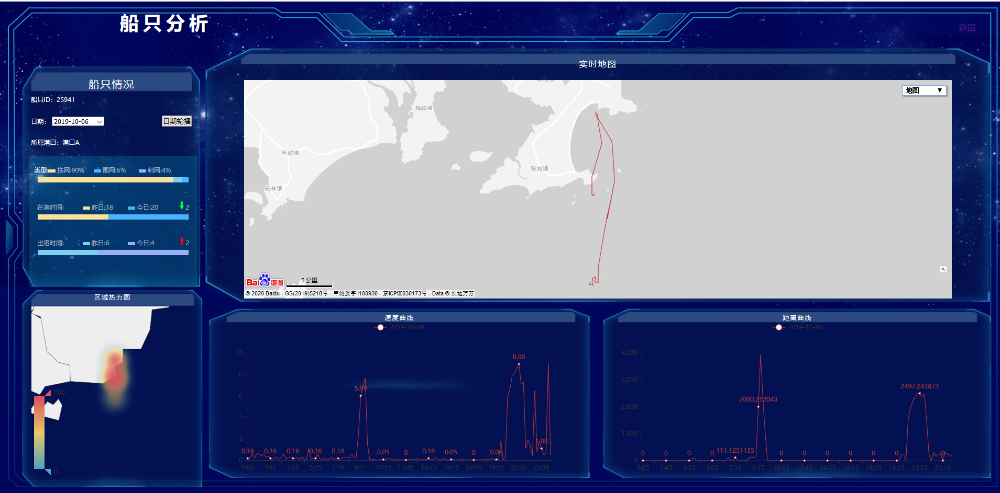 船只分析
返回
实时地图
地图 ▼
梅岭镇
所城镇
陈城镇
柘林镇
Bai du 地图
5 公里
© 2020 Baidu - GS(2019)5218号 - 甲测资字1100930 - 京ICP证030173号 - Data © 长地万方
船只情况
船只ID：25941
日期： 2019-10-06 日期轮播
所属港口：港口A
类型: 拖网:90% 围网:6% 刺网:4%
在港时间: 昨日:18 今日:20 2
出港时间: 昨日:6 今日:4 2
区域热力图
100
0
速度曲线
2019-10-06
10
8
6
4
2
0
8.96
5.99
1.08
0.16 0.16 0.16 0.16 0.16 0.05 0 0.16 0.05 0 0.05
0:05 1:45 3:25 5:05 7:16 9:17 10:55 12:45 14:25 16:15 18:05 19:55 21:35 23:16
距离曲线
2019-10-06
4,000
3,000
2,000
1,000
0
2497.243873
2000.252043
0 0 0 0 111.1251135 0 0 0 0 0 0 0
0:05 1:45 3:25 5:05 7:16 9:17 10:55 12:45 14:25 16:15 18:05 19:55 21:35 23:16